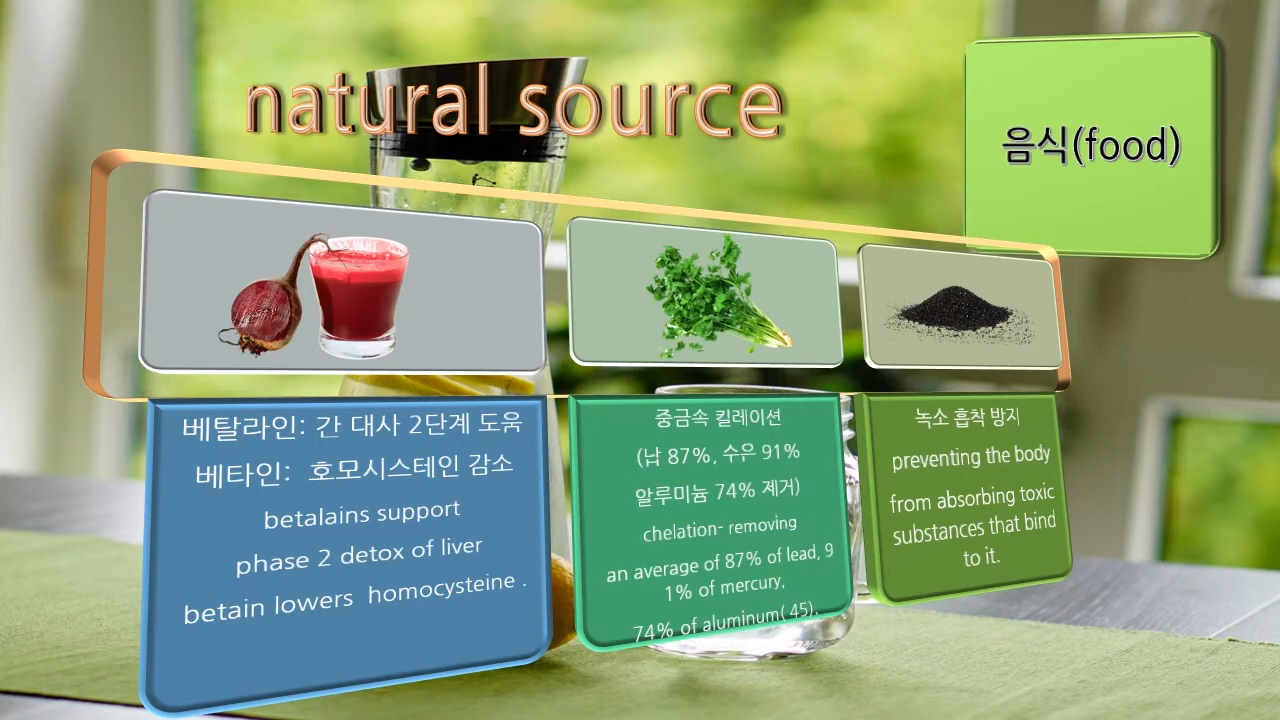 natural source
음식(food)
베탈라인: 간 대사 2단계 도움
베타인: 호모시스테인 감소
betalains support
phase 2 detox of liver
betain lowers homocysteine .
중금속 킬레이션
(납 87%, 수은 91%
알루미늄 74% 제거)
chelation- removing
an average of 87% of lead, 9
1% of mercury,
74% of aluminum( 45).
녹소 흡착 방지
preventing the body
from absorbing toxic
substances that bind
to it.